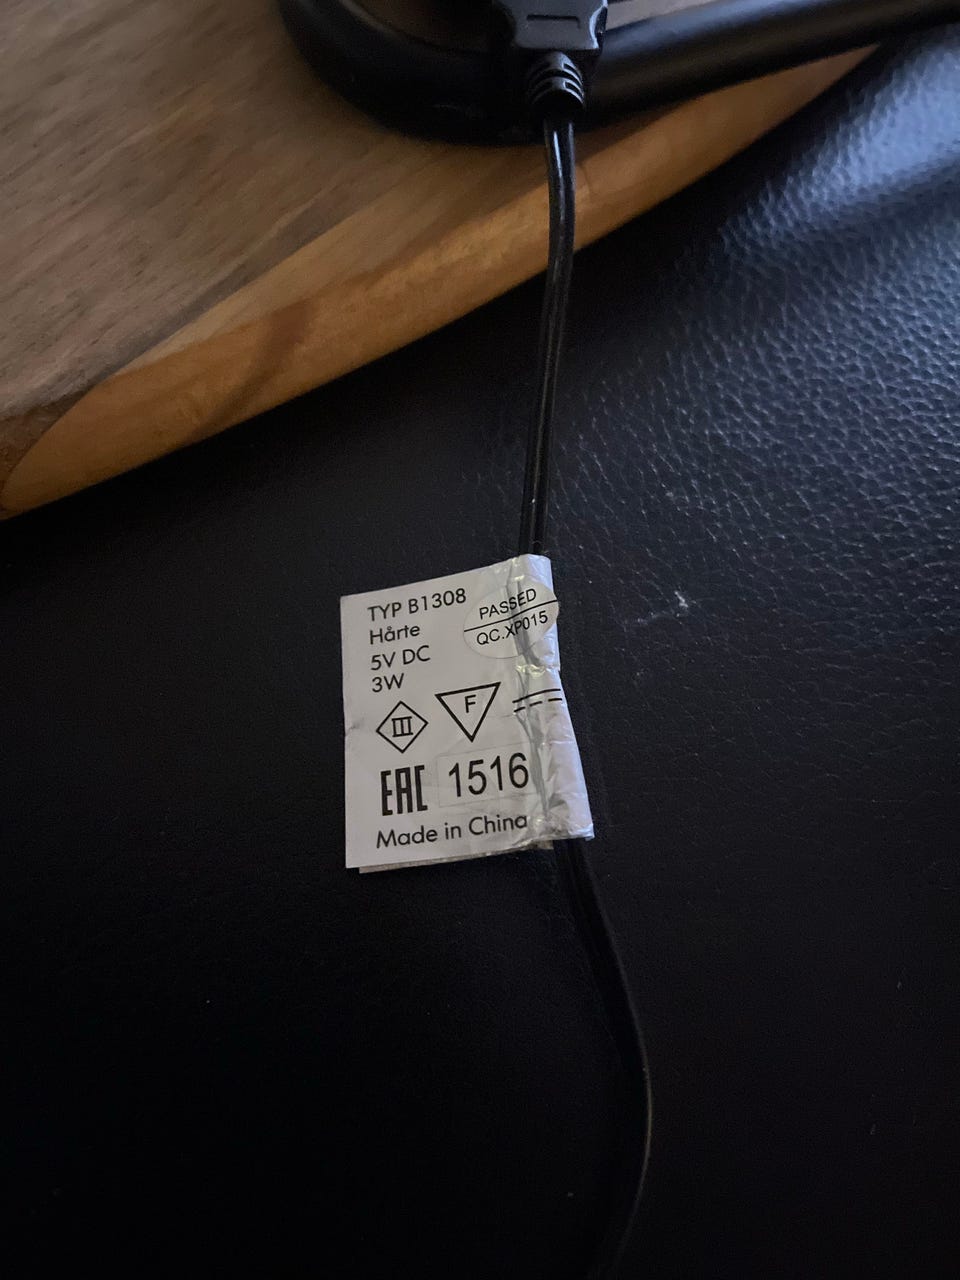 TYP B1308
Hårte
5V DC
3W
PASSED
QC.XP015
III
F
EAC
1516
Made in China